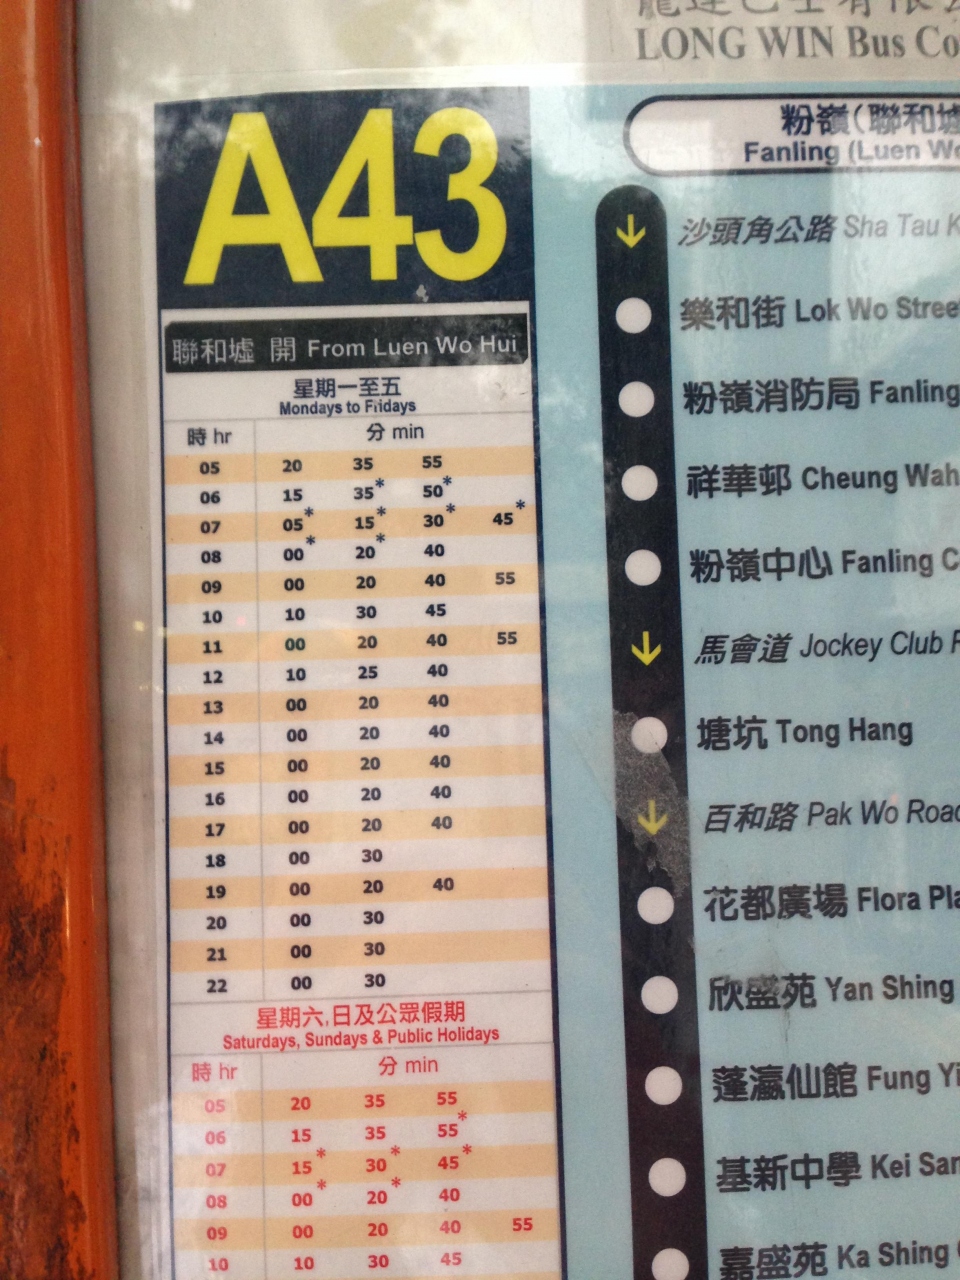 LONG WIN Bus Co
A43
聯和墟 開 From Luen Wo Hui
星期一至五
Mondays to Fridays
時 hr 分 min
05 20 35 55
06 15 35* 50*
07 05* 15* 30* 45*
08 00* 20* 40
09 00 20 40 55
10 10 30 45
11 00 20 40 55
12 10 25 40
13 00 20 40
14 00 20 40
15 00 20 40
16 00 20 40
17 00 20 40
18 00 30
19 00 20 40
20 00 30
21 00 30
22 00 30
星期六,日及公眾假期
Saturdays, Sundays & Public Holidays
時 hr 分 min
05 20 35 55
06 15 35 55*
07 15* 30* 45*
08 00* 20* 40
09 00 20 40 55
10 10 30 45
粉嶺(聯和墟
Fanling (Luen Wo
沙頭角公路 Sha Tau K
樂和街 Lok Wo Street
粉嶺消防局 Fanling
祥華邨 Cheung Wah
粉嶺中心 Fanling C
馬會道 Jockey Club R
塘坑 Tong Hang
百和路 Pak Wo Road
花都廣場 Flora Pla
欣盛苑 Yan Shing
蓬瀛仙館 Fung Yi
基新中學 Kei San
嘉盛苑 Ka Shing